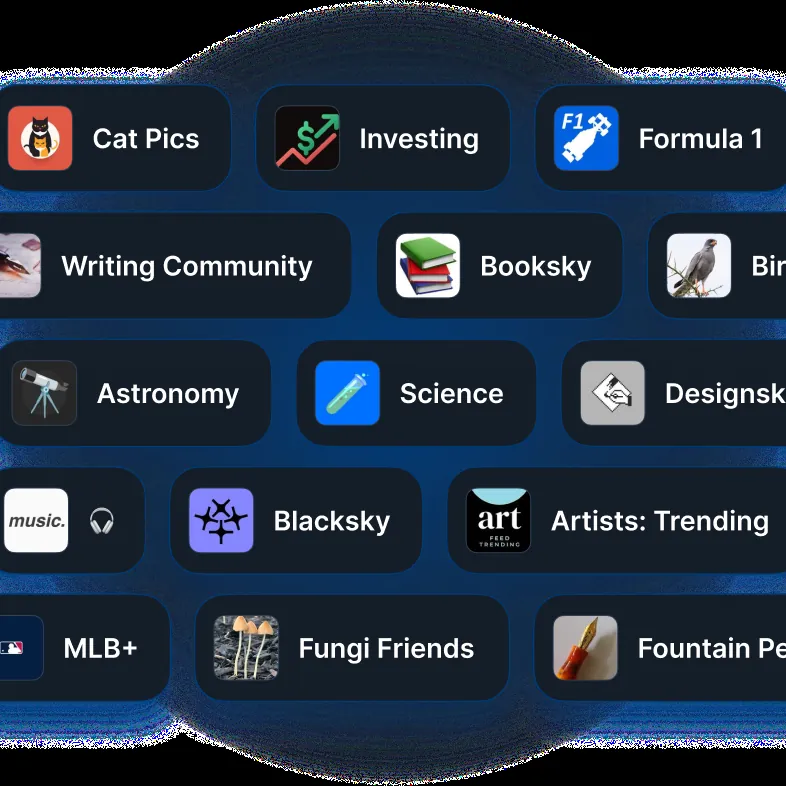 Cat Pics
Investing
F1
Formula 1
Writing Community
Booksky
Bir
Astronomy
Science
Designsk
music.
Blacksky
art
FEED
TRENDING
Artists: Trending
MLB+
Fungi Friends
Fountain Pe